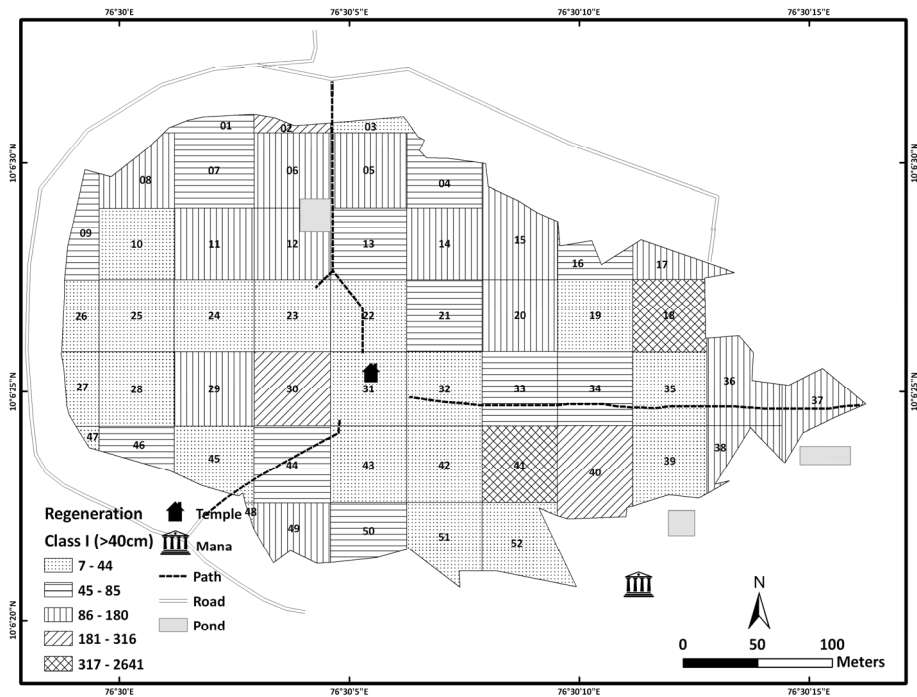 76°30'E 76°30'5"E 76°30'10"E 76°30'15"E
10°6'30"N 10°6'30"N
01 02 03
08 07 06 05 04
09 10 11 12 13 14 15 16 17
26 25 24 23 22 21 20 19 18
10°6'25"N 10°6'25"N
27 28 29 30 31 32 33 34 35 36 37
47 46 45 44 43 42 41 40 39 38
48 49 50 51 52
Regeneration
Class I (>40cm)
7 - 44
45 - 85
86 - 180
181 - 316
317 - 2641
Temple
Mana
Path
Road
Pond
N
0 50 100
Meters
10°6'20"N 10°6'20"N
76°30'E 76°30'5"E 76°30'10"E 76°30'15"E